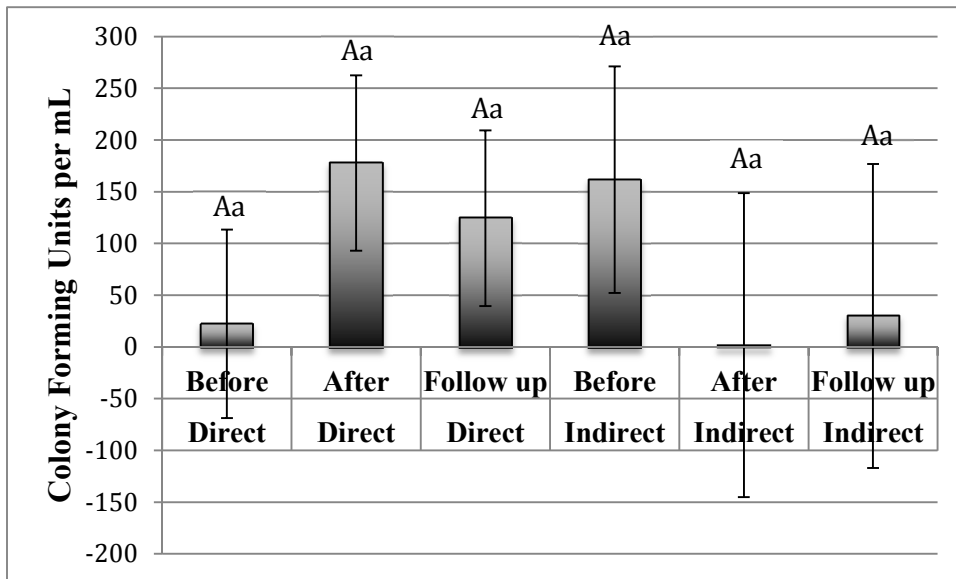 Colony Forming Units per mL
300
250
200
150
100
50
0
-50
-100
-150
-200
Aa
Aa
Aa
Aa
Aa
Aa
Before
After
Follow up
Before
After
Follow up
Direct
Direct
Direct
Indirect
Indirect
Indirect